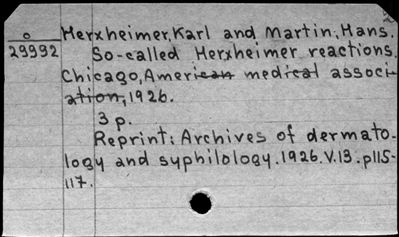 o Herxheimer, Karl and Martin, Hans.
29992 So-called Herxheimer reactions.
Chicago, American medical associ-
ation, 1926.
3 p.
Reprint: Archives of dermato-
logy and syphilology. 1926. V.13. p115-
117.